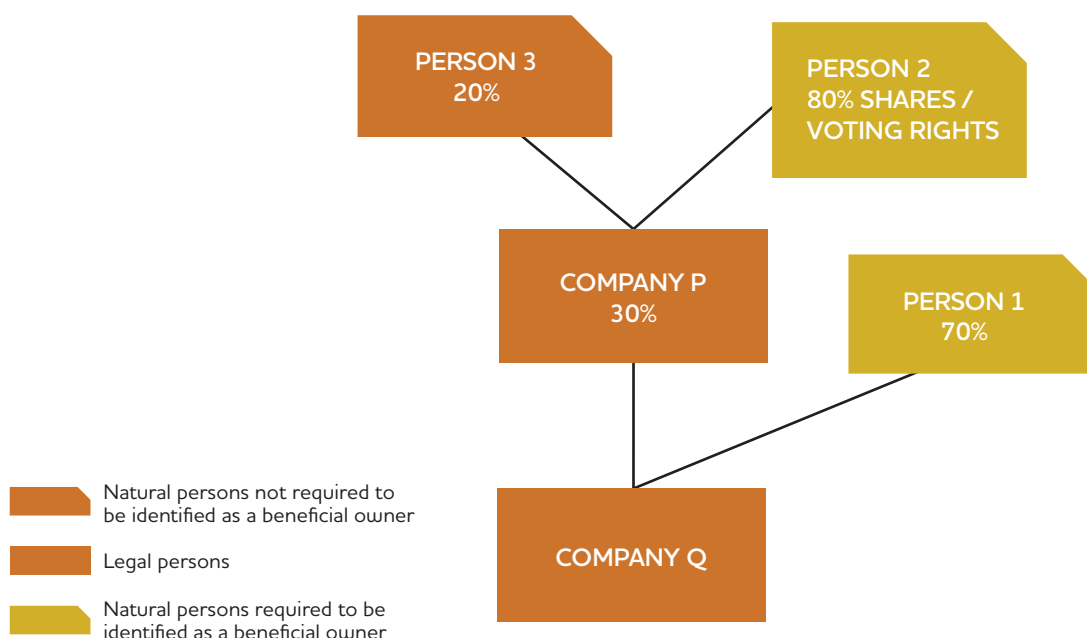 PERSON 3
20%
PERSON 2
80% SHARES /
VOTING RIGHTS
COMPANY P
30%
PERSON 1
70%
COMPANY Q
Natural persons not required to
be identified as a beneficial owner
Legal persons
Natural persons required to be
identified as a beneficial owner